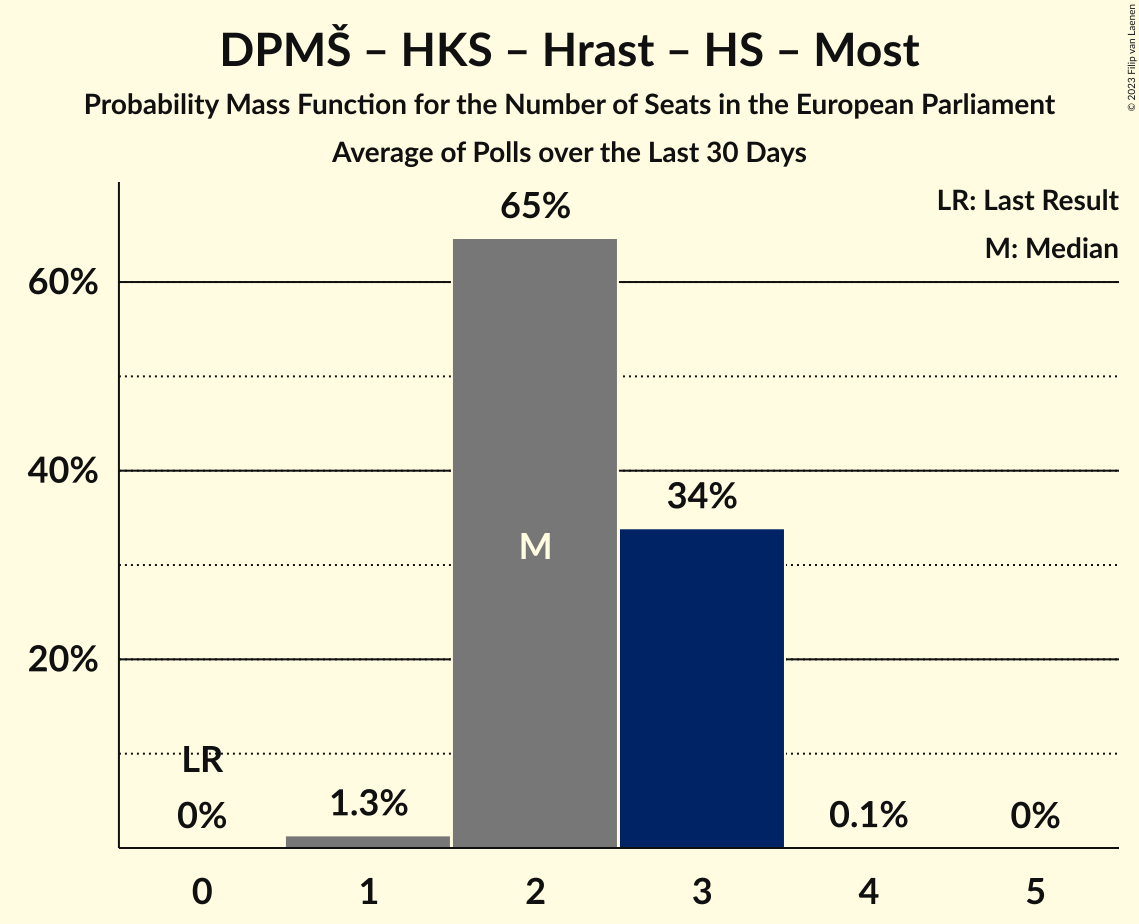 DPMŠ – HKS – Hrast – HS – Most
Probability Mass Function for the Number of Seats in the European Parliament
Average of Polls over the Last 30 Days
© 2023 Filip van Laenen
LR: Last Result
M: Median
65%
60%
40%
34%
M
20%
LR
0%
1.3%
0.1%
0%
0 1 2 3 4 5